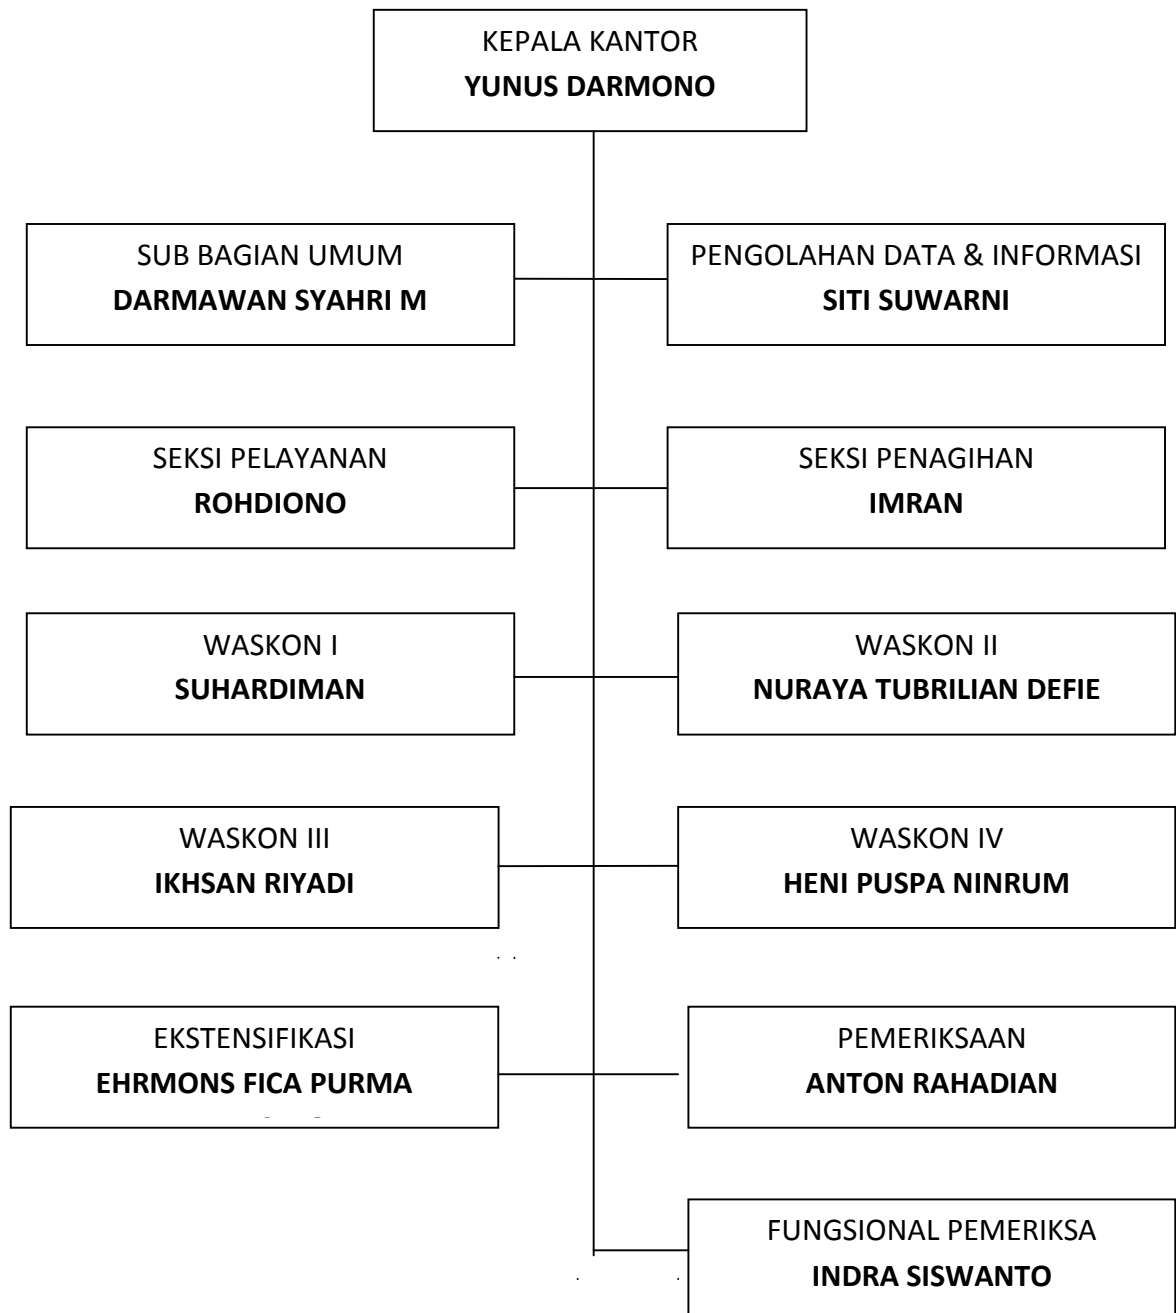 KEPALA KANTOR
YUNUS DARMONO
SUB BAGIAN UMUM
DARMAWAN SYAHRI M
PENGOLAHAN DATA & INFORMASI
SITI SUWARNI
SEKSI PELAYANAN
ROHDIONO
SEKSI PENAGIHAN
IMRAN
WASKON I
SUHARDIMAN
WASKON II
NURAYA TUBRILIAN DEFIE
WASKON III
IKHSAN RIYADI
WASKON IV
HENI PUSPA NINRUM
EKSTENSIFIKASI
EHRMONS FICA PURMA
PEMERIKSAAN
ANTON RAHADIAN
FUNGSIONAL PEMERIKSA
INDRA SISWANTO